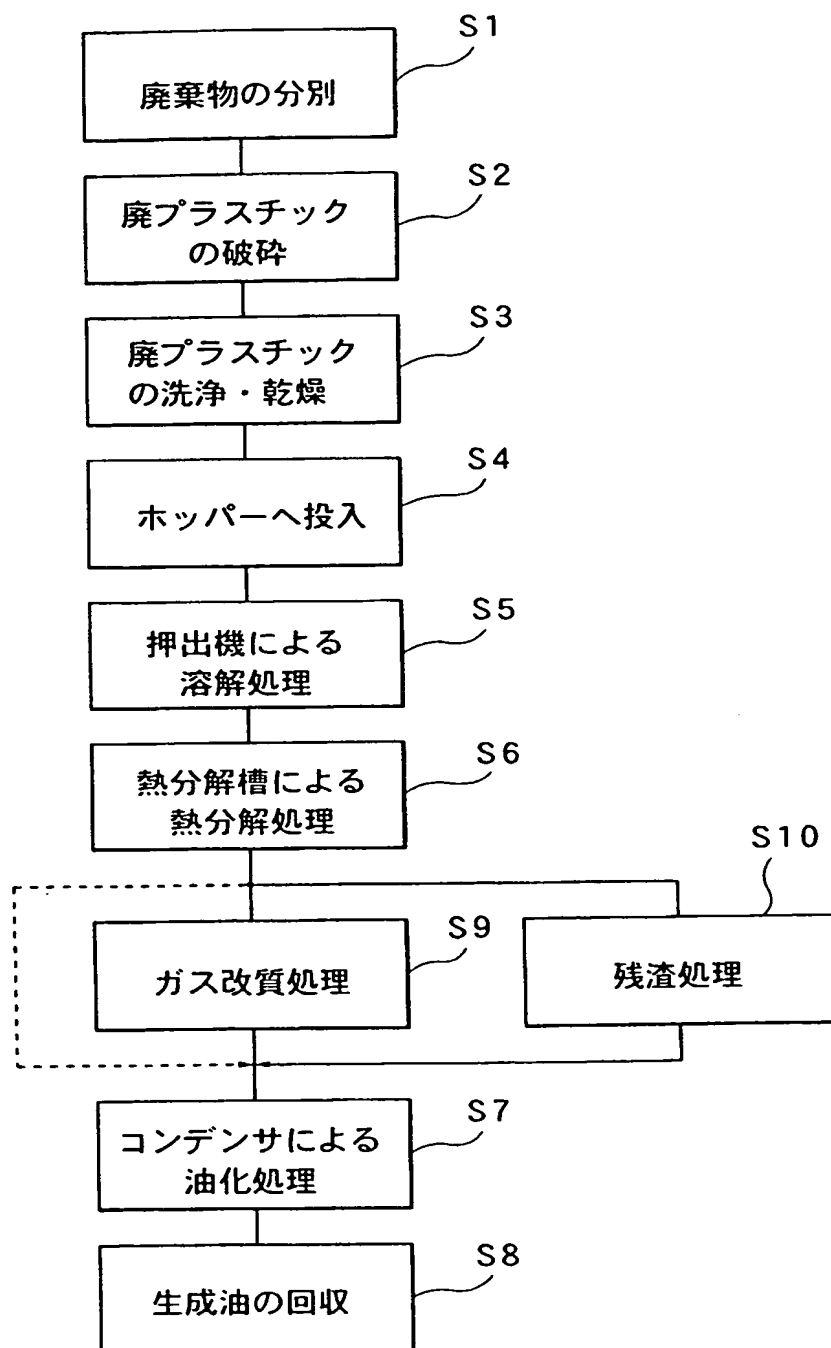 S1
廃棄物の分別
S2
廃プラスチック
の破砕
S3
廃プラスチック
の洗浄・乾燥
S4
ホッパーへ投入
S5
押出機による
溶解処理
S6
熱分解槽による
熱分解処理
S10
S9
ガス改質処理
残渣処理
S7
コンデンサによる
油化処理
S8
生成油の回収